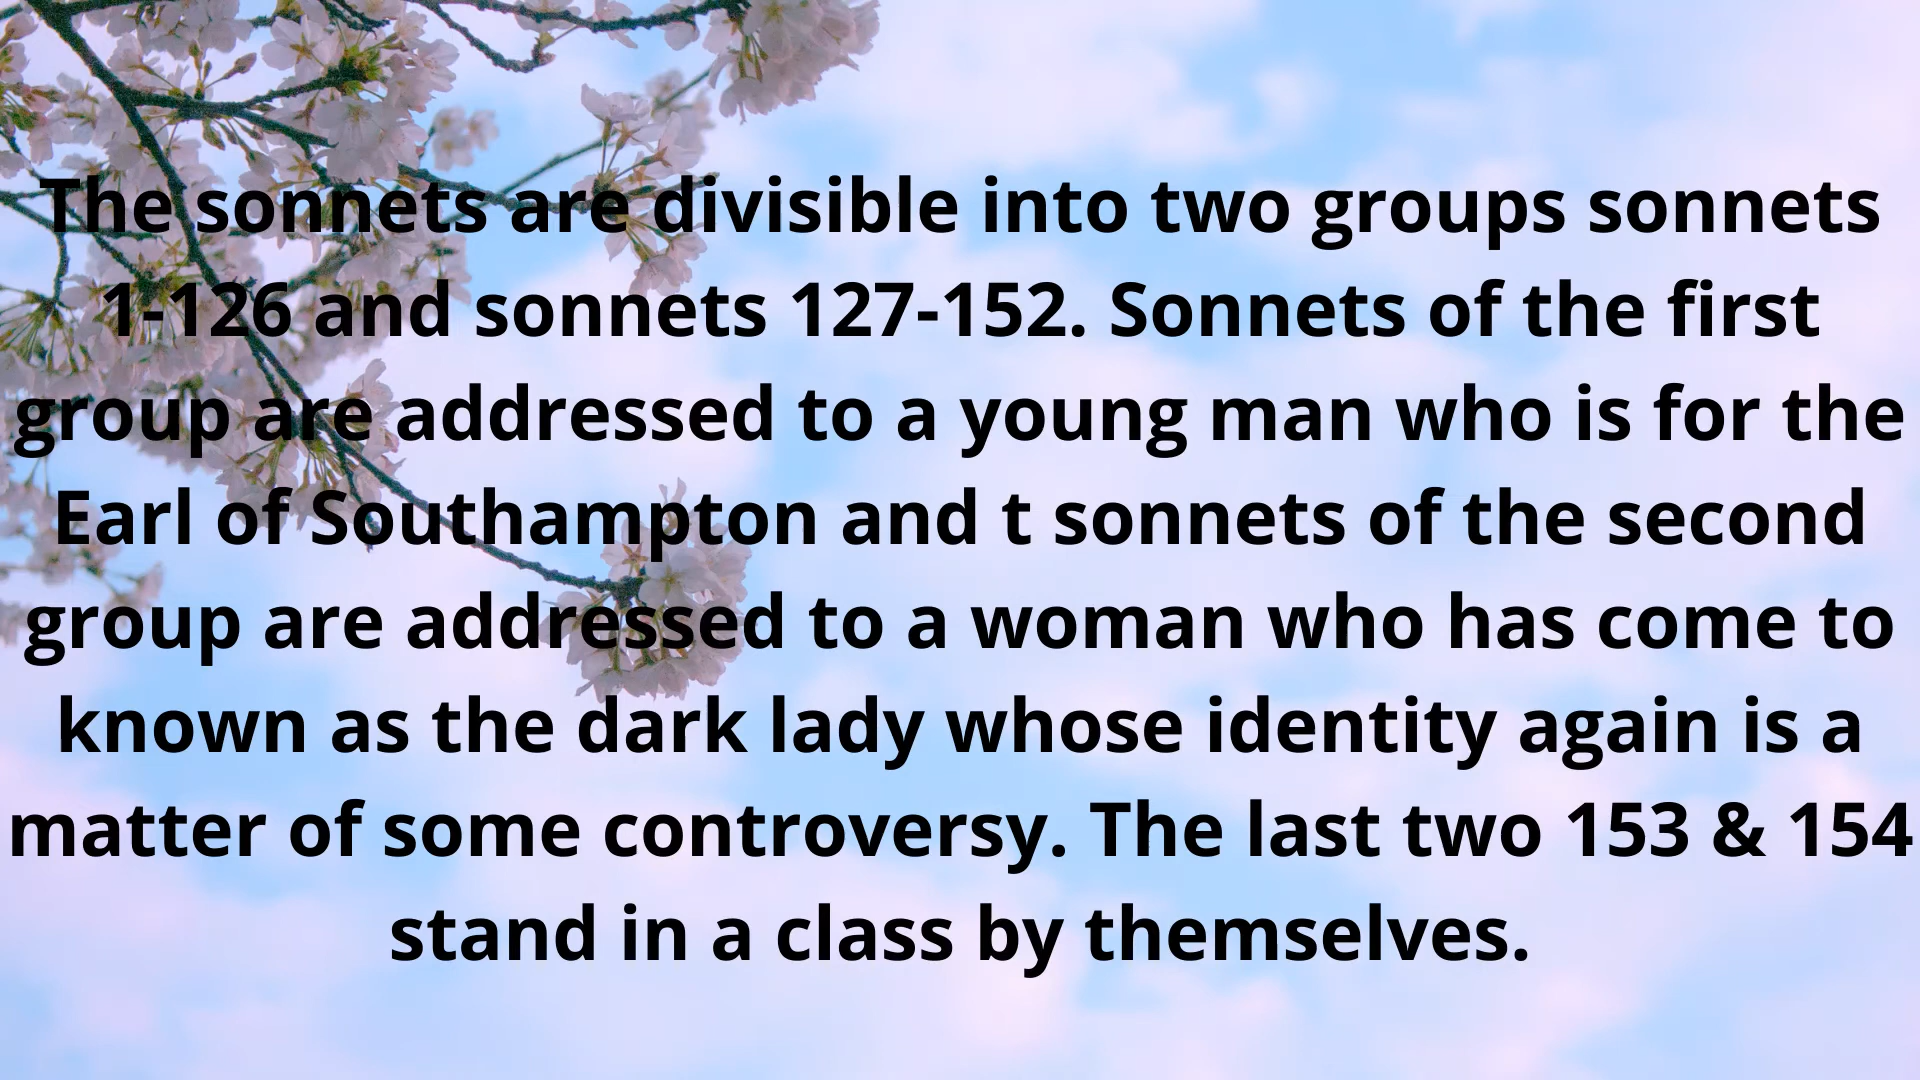 The sonnets are divisible into two groups sonnets
1-126 and sonnets 127-152. Sonnets of the first
group are addressed to a young man who is for the
Earl of Southampton and t sonnets of the second
group are addressed to a woman who has come to
known as the dark lady whose identity again is a
matter of some controversy. The last two 153 & 154
stand in a class by themselves.